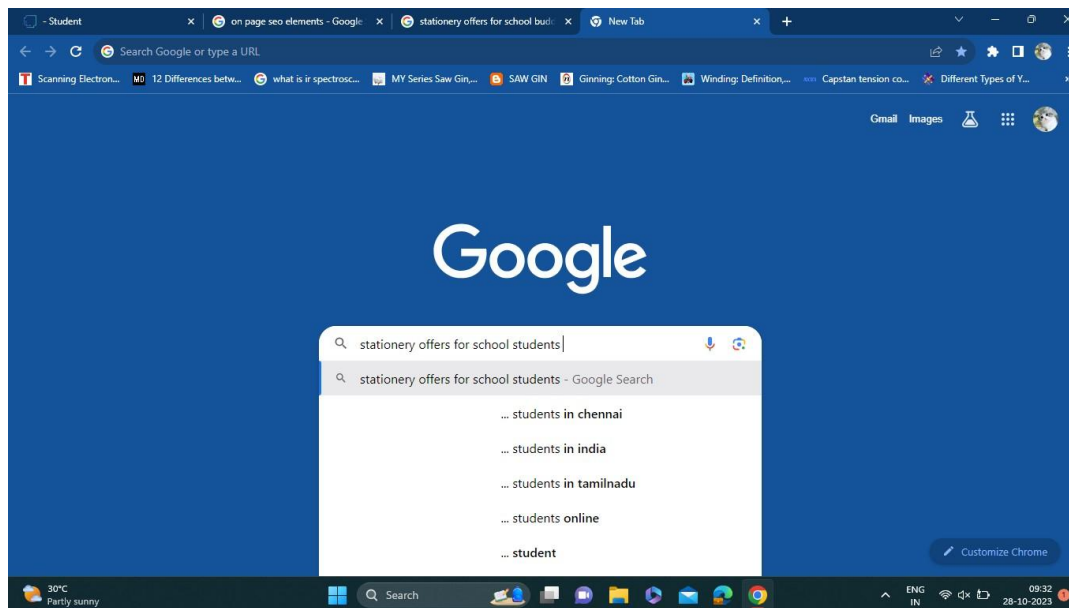 - Student
on page seo elements - Google
stationery offers for school bud
New Tab
Search Google or type a URL
Scanning Electron... 12 Differences betw... what is ir spectrosc... MY Series Saw Gin,... SAW GIN Ginning: Cotton Gin... Winding: Definition,... Capstan tension co... Different Types of Y...
Gmail Images
Google
stationery offers for school students
stationery offers for school students - Google Search
... students in chennai
... students in india
... students in tamilnadu
... students online
... student
Customize Chrome
30°C
Partly sunny
Search
ENG
IN
09:32
28-10-2023
1